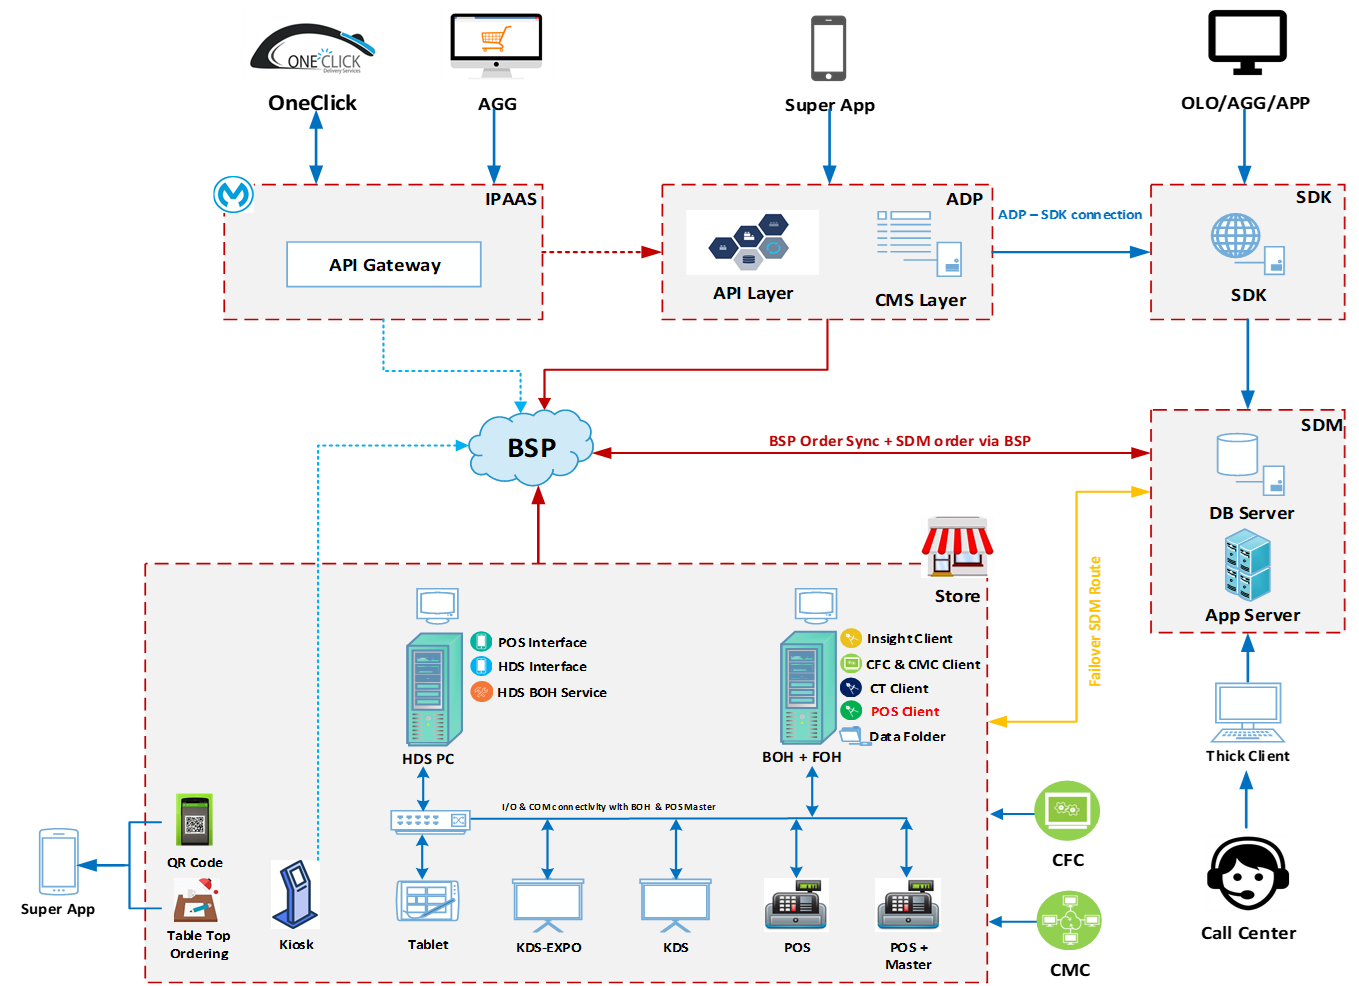 ONE CLICK
Delivery Services
OneClick
AGG
Super App
OLO/AGG/APP
IPAAS
API Gateway
ADP
API Layer
CMS Layer
ADP – SDK connection
SDK
SDK
BSP
BSP Order Sync + SDM order via BSP
SDM
DB Server
App Server
Failover SDM Route
Store
POS Interface
HDS Interface
HDS BOH Service
HDS PC
Insight Client
CFC & CMC Client
CT Client
POS Client
Data Folder
BOH + FOH
Thick Client
I/O & COM connectivity with BOH & POS Master
QR Code
Super App
Table Top
Ordering
Kiosk
Tablet
KDS-EXPO
KDS
POS
POS +
Master
CFC
CMC
Call Center